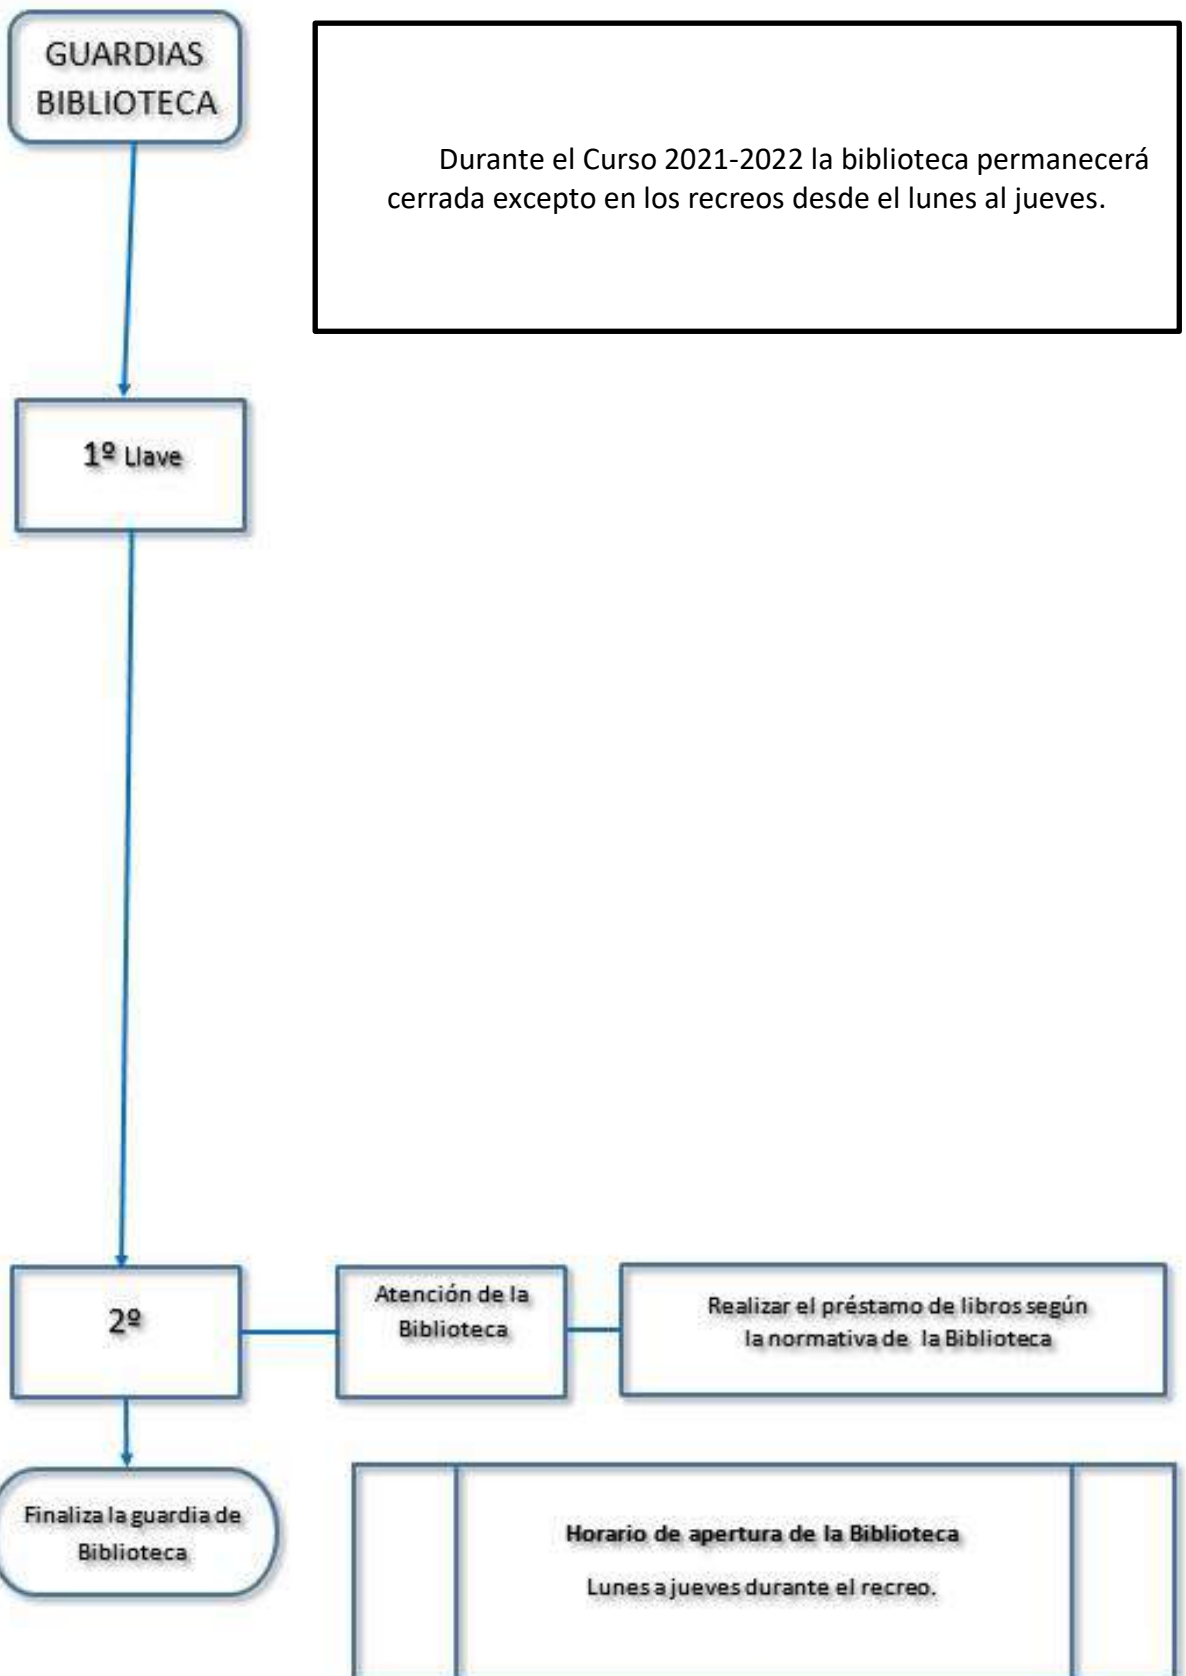 GUARDIAS
BIBLIOTECA
Durante el Curso 2021-2022 la biblioteca permanecerá
cerrada excepto en los recreos desde el lunes al jueves.
1º Llave
2º
Atención de la
Biblioteca
Realizar el préstamo de libros según
la normativa de la Biblioteca
Finaliza la guardia de
Biblioteca
Horario de apertura de la Biblioteca
Lunes a jueves durante el recreo.